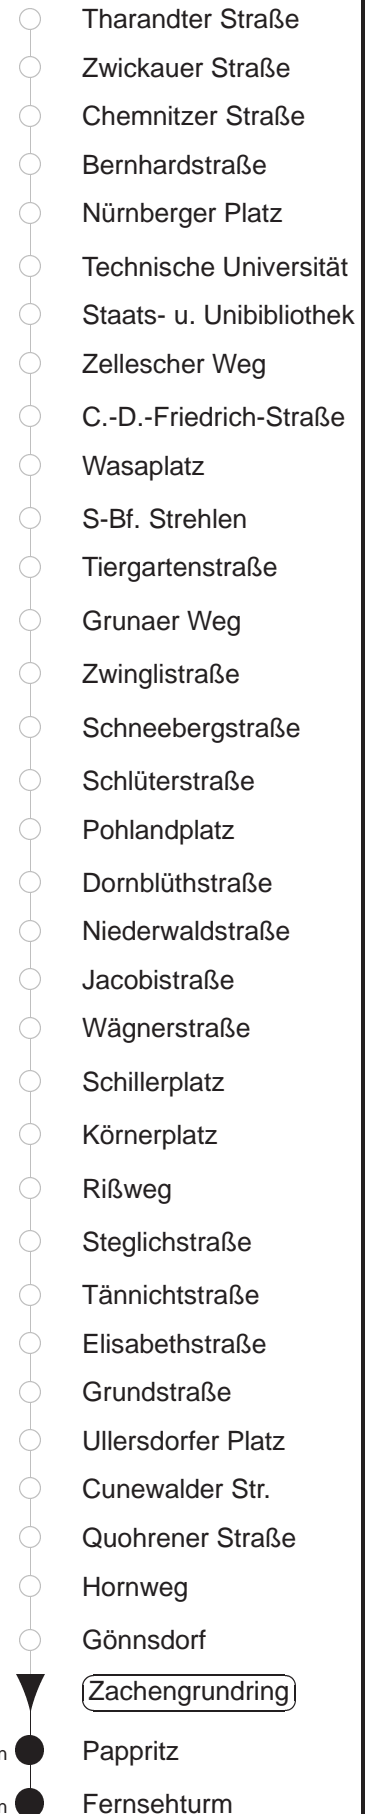 Tharandter Straße
Zwickauer Straße
Chemnitzer Straße
Bernhardstraße
Nürnberger Platz
Technische Universität
Staats- u. Unibibliothek
Zellescher Weg
C.-D.-Friedrich-Straße
Wasaplatz
S-Bf. Strehlen
Tiergartenstraße
Grunaer Weg
Zwinglistraße
Schneebergstraße
Schlüterstraße
Pohlandplatz
Dornblüthstraße
Niederwaldstraße
Jacobistraße
Wägnerstraße
Schillerplatz
Körnerplatz
Rißweg
Steglichstraße
Tännichtstraße
Elisabethstraße
Grundstraße
Ullersdorfer Platz
Cunewalder Str.
Quohrener Straße
Hornweg
Gönnsdorf
Zachengrundring
Pappritz
Fernsehturm